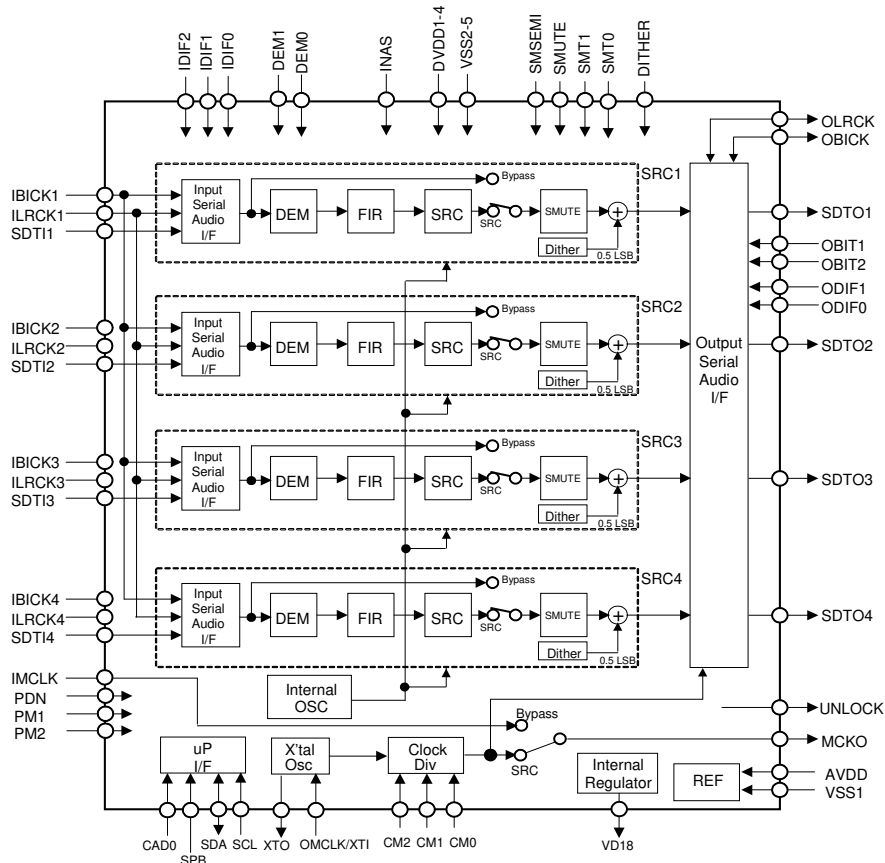 IDIF2
IDIF1
IDIF0
DEM1
DEM0
INAS
DVDD1-4
VSS2-5
SMSEMI
SMUTE
SMT1
SMT0
DITHER
OLRCK
OBICK
IBICK1
ILRCK1
SDTI1
Input
Serial
Audio
I/F
DEM
FIR
SRC
SRC
Bypass
SMUTE
Dither
0.5 LSB
SRC1
SDTO1
OBIT1
OBIT2
ODIF1
ODIF0
IBICK2
ILRCK2
SDTI2
Input
Serial
Audio
I/F
DEM
FIR
SRC
SRC
Bypass
SMUTE
Dither
0.5 LSB
SRC2
Output
Serial
Audio
I/F
SDTO2
IBICK3
ILRCK3
SDTI3
Input
Serial
Audio
I/F
DEM
FIR
SRC
SRC
Bypass
SMUTE
Dither
0.5 LSB
SRC3
SDTO3
IBICK4
ILRCK4
SDTI4
Input
Serial
Audio
I/F
DEM
FIR
SRC
SRC
Bypass
SMUTE
Dither
0.5 LSB
SRC4
SDTO4
IMCLK
PDN
PM1
PM2
Internal
OSC
Bypass
SRC
UNLOCK
MCKO
uP
I/F
X'tal
Osc
Clock
Div
Internal
Regulator
REF
AVDD
VSS1
CAD0
SPB
SDA
SCL
XTO
OMCLK/XTI
CM2
CM1
CM0
VD18